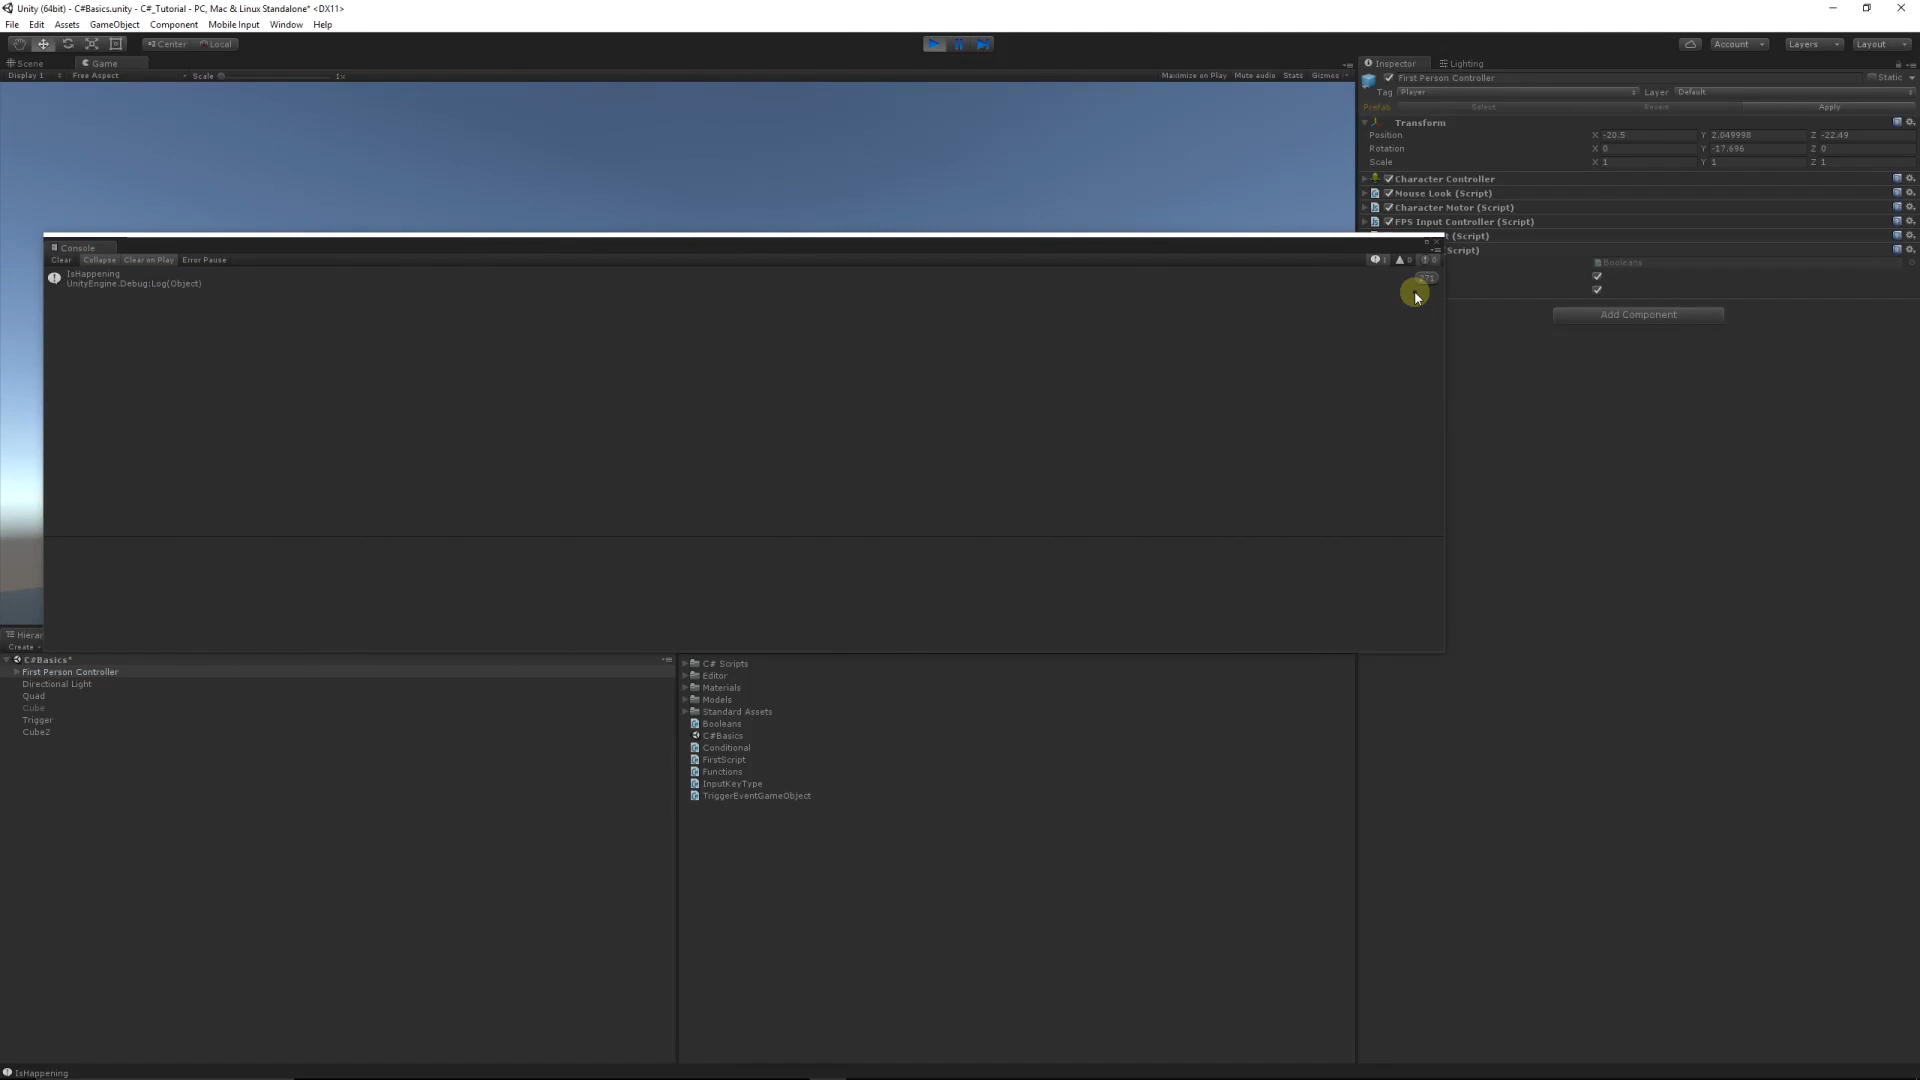 Unity (64bit) - C#Basics.unity - C#_Tutorial - PC, Mac & Linux Standalone* <DX11>
File Edit Assets GameObject Component Mobile Input Window Help
Center Local
Account Layers Layout
Scene Game
Display 1 Free Aspect Scale 1x Maximize on Play Mute audio Stats Gizmos
Inspector Lighting
First Person Controller Static
Tag Player Layer Default
Prefab Select Revert Apply
Transform
Position X -20.5 Y 2.049998 Z -22.49
Rotation X 0 Y -17.696 Z 0
Scale X 1 Y 1 Z 1
Character Controller
Mouse Look (Script)
Character Motor (Script)
FPS Input Controller (Script)
t (Script)
Script)
Booleans
Add Component
Console
Clear Collapse Clear on Play Error Pause 1 0 0
IsHappening
UnityEngine.Debug:Log(Object)
271
Hierar
Create
C#Basics*
First Person Controller
Directional Light
Quad
Cube
Trigger
Cube2
C# Scripts
Editor
Materials
Models
Standard Assets
Booleans
C#Basics
Conditional
FirstScript
Functions
InputKeyType
TriggerEventGameObject
IsHappening